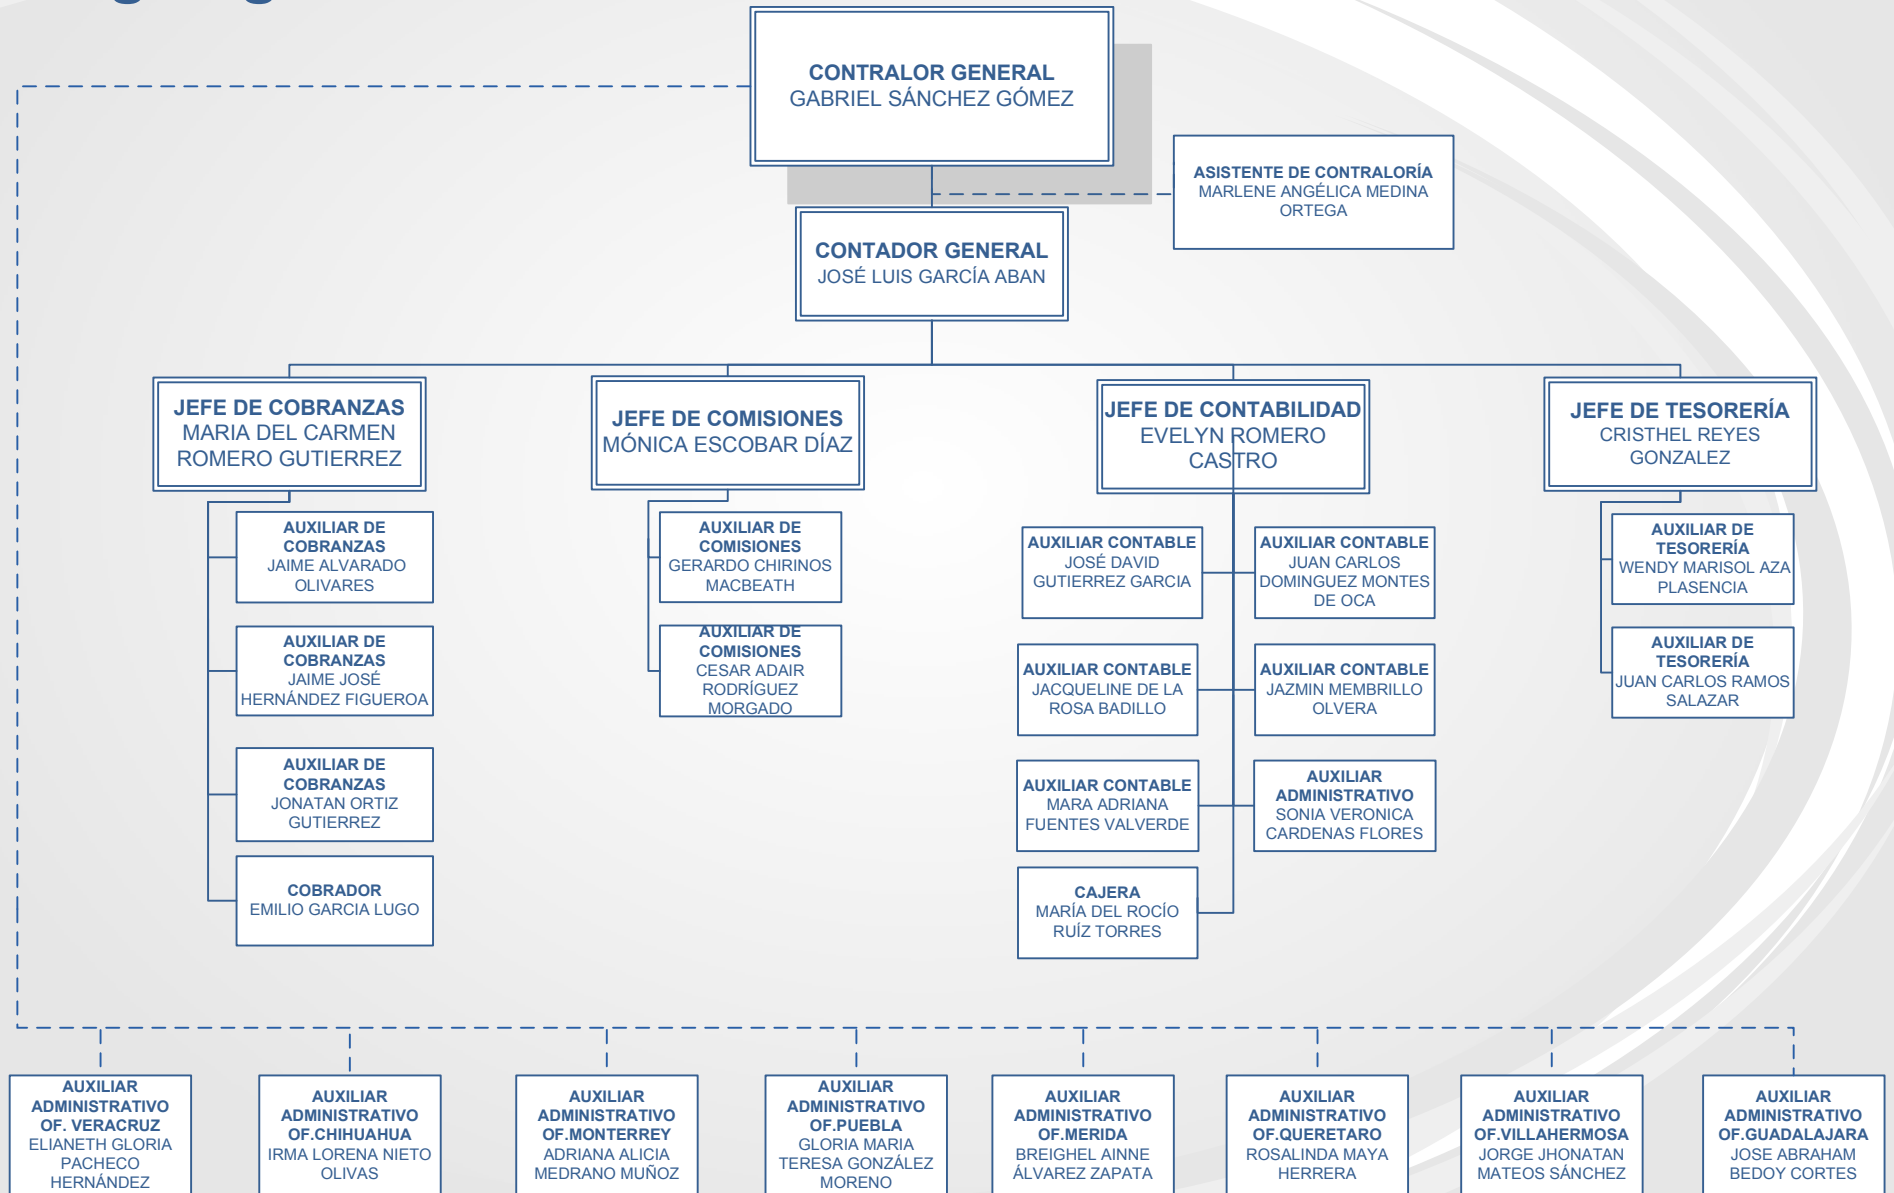 CONTRALOR GENERAL
GABRIEL SÁNCHEZ GÓMEZ
ASISTENTE DE CONTRALORÍA
MARLENE ANGÉLICA MEDINA
ORTEGA
CONTADOR GENERAL
JOSÉ LUIS GARCÍA ABAN
JEFE DE COBRANZAS
MARIA DEL CARMEN
ROMERO GUTIERREZ
JEFE DE COMISIONES
MÓNICA ESCOBAR DÍAZ
JEFE DE CONTABILIDAD
EVELYN ROMERO
CASTRO
JEFE DE TESORERÍA
CRISTHEL REYES
GONZALEZ
AUXILIAR DE
COBRANZAS
JAIME ALVARADO
OLIVARES
AUXILIAR DE
COBRANZAS
JAIME JOSÉ
HERNÁNDEZ FIGUEROA
AUXILIAR DE
COBRANZAS
JONATAN ORTIZ
GUTIERREZ
COBRADOR
EMILIO GARCIA LUGO
AUXILIAR DE
COMISIONES
GERARDO CHIRINOS
MACBEATH
AUXILIAR DE
COMISIONES
CESAR ADAIR
RODRÍGUEZ
MORGADO
AUXILIAR CONTABLE
JOSÉ DAVID
GUTIERREZ GARCIA
AUXILIAR CONTABLE
JUAN CARLOS
DOMINGUEZ MONTES
DE OCA
AUXILIAR CONTABLE
JACQUELINE DE LA
ROSA BADILLO
AUXILIAR CONTABLE
JAZMIN MEMBRILLO
OLVERA
AUXILIAR CONTABLE
MARA ADRIANA
FUENTES VALVERDE
AUXILIAR
ADMINISTRATIVO
SONIA VERONICA
CARDENAS FLORES
CAJERA
MARÍA DEL ROCÍO
RUÍZ TORRES
AUXILIAR DE
TESORERÍA
WENDY MARISOL AZA
PLASENCIA
AUXILIAR DE
TESORERÍA
JUAN CARLOS RAMOS
SALAZAR
AUXILIAR
ADMINISTRATIVO
OF. VERACRUZ
ELIANETH GLORIA
PACHECO
HERNÁNDEZ
AUXILIAR
ADMINISTRATIVO
OF.CHIHUAHUA
IRMA LORENA NIETO
OLIVAS
AUXILIAR
ADMINISTRATIVO
OF.MONTERREY
ADRIANA ALICIA
MEDRANO MUÑOZ
AUXILIAR
ADMINISTRATIVO
OF.PUEBLA
GLORIA MARIA
TERESA GONZÁLEZ
MORENO
AUXILIAR
ADMINISTRATIVO
OF.MERIDA
BREIGHEL AINNE
ÁLVAREZ ZAPATA
AUXILIAR
ADMINISTRATIVO
OF.QUERETARO
ROSALINDA MAYA
HERRERA
AUXILIAR
ADMINISTRATIVO
OF.VILLAHERMOSA
JORGE JHONATAN
MATEOS SÁNCHEZ
AUXILIAR
ADMINISTRATIVO
OF.GUADALAJARA
JOSE ABRAHAM
BEDOY CORTES